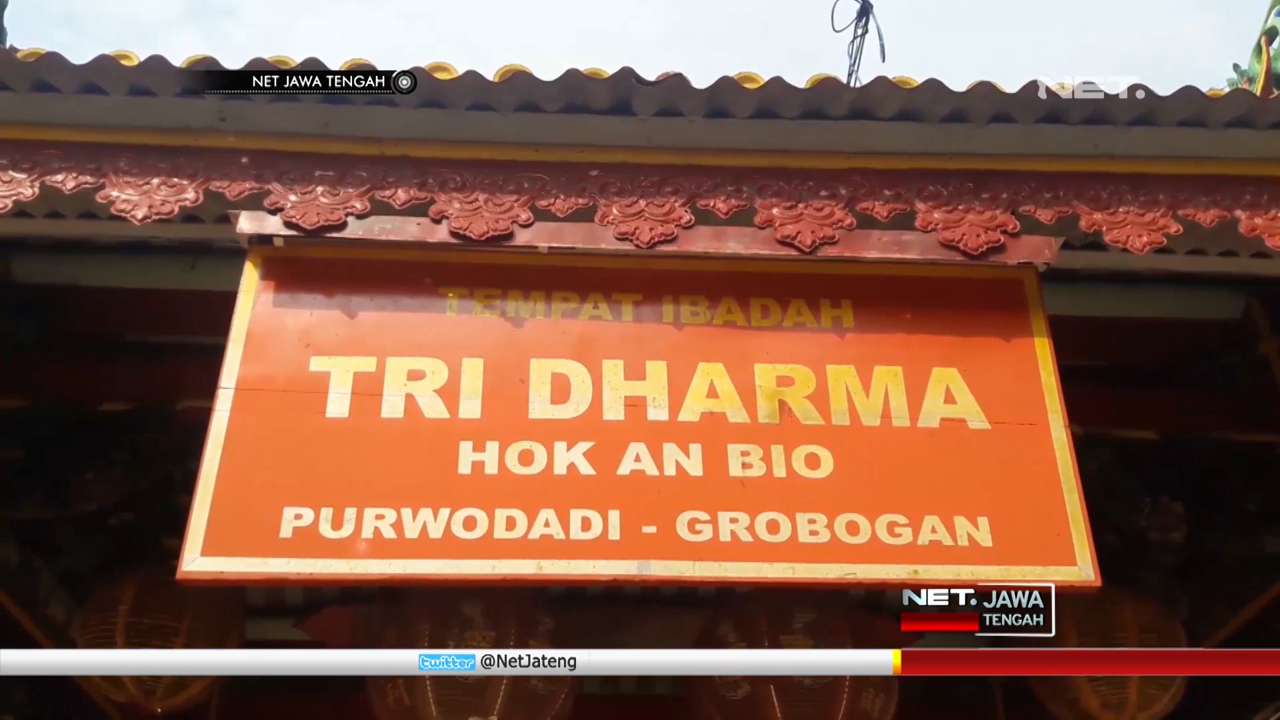 NET JAWA TENGAH
NET.
TEMPAT IBADAH
TRI DHARMA
HOK AN BIO
PURWODADI - GROBOGAN
NET. JAWA
TENGAH
twitter @NetJateng